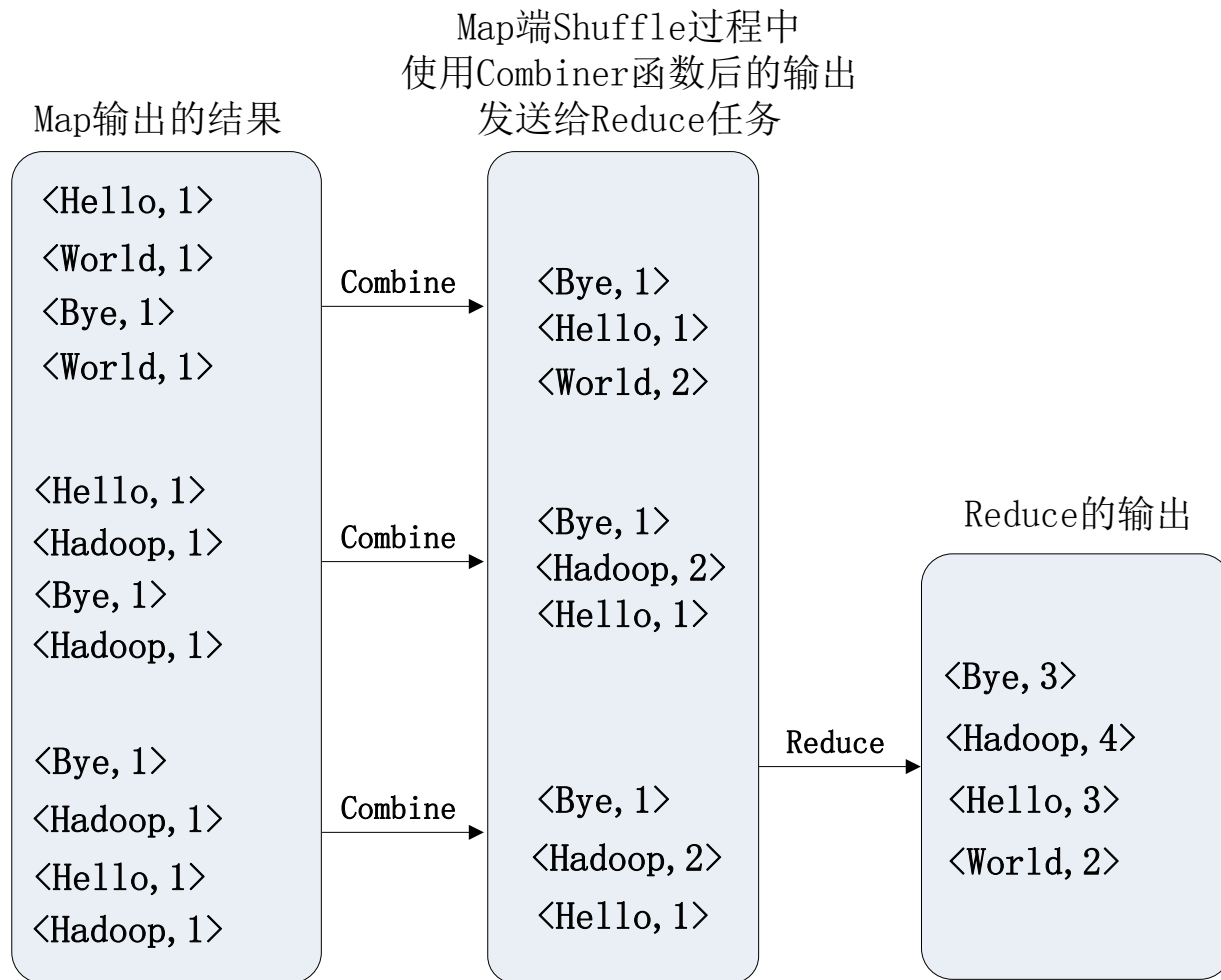 Map端Shuffle过程中
使用Combiner函数后的输出
发送给Reduce任务
Map输出的结果
<Hello,1>
<World,1>
<Bye,1>
<World,1>
Combine
<Bye,1>
<Hello,1>
<World,2>
<Hello,1>
<Hadoop,1>
<Bye,1>
<Hadoop,1>
Combine
<Bye,1>
<Hadoop,2>
<Hello,1>
<Bye,1>
<Hadoop,1>
<Hello,1>
<Hadoop,1>
Combine
<Bye,1>
<Hadoop,2>
<Hello,1>
Reduce
Reduce的输出
<Bye,3>
<Hadoop,4>
<Hello,3>
<World,2>